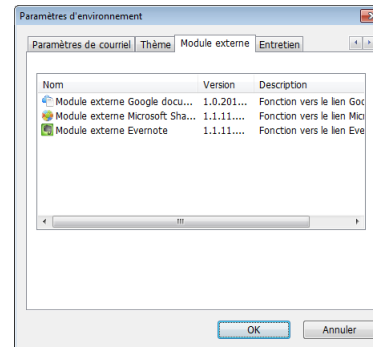 Paramètres d'environnement
Paramètres de courriel Thème Module externe Entretien
Nom Version Description
Module externe Google docu... 1.0.201... Fonction vers le lien Goo
Module externe Microsoft Sha... 1.1.11.... Fonction vers le lien Micr
Module externe Evernote 1.1.11.... Fonction vers le lien Eve
OK Annuler